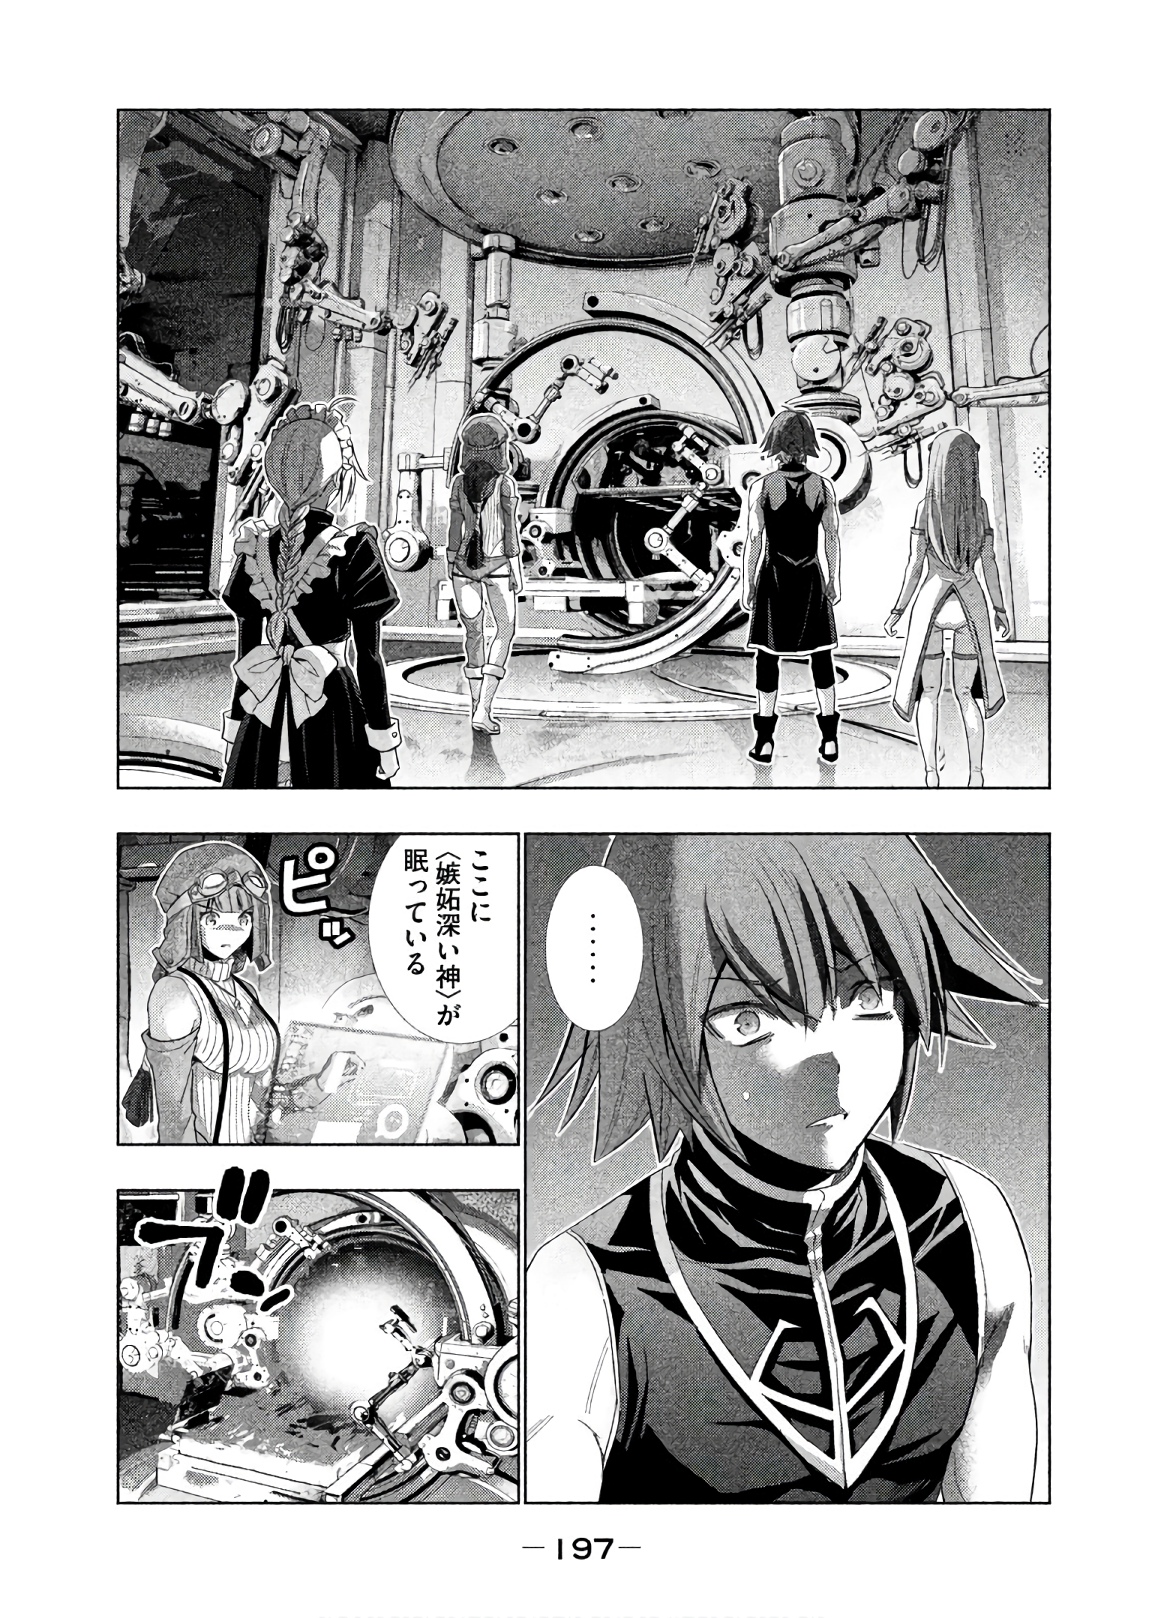 ……
ここに
〈嫉妬深い神〉が
眠っている
ピッ
ブゥン
—197—